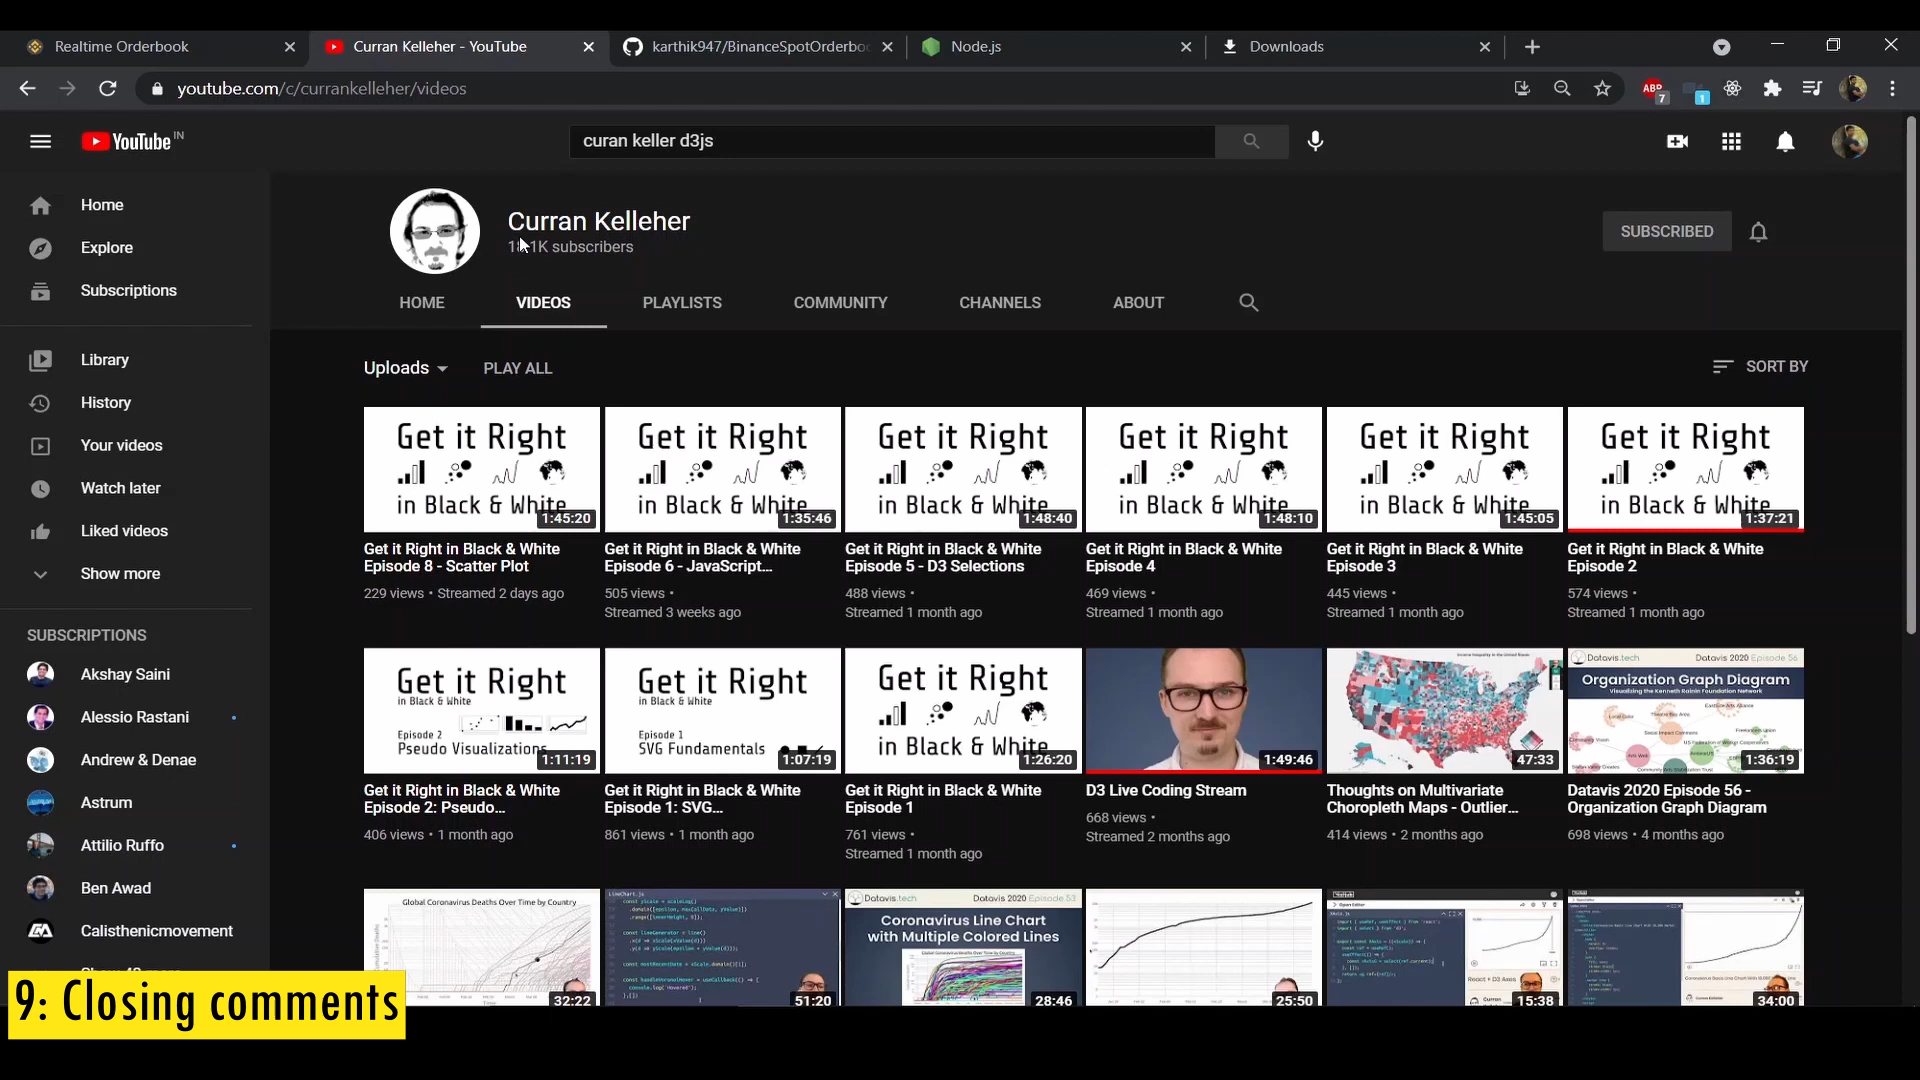 Realtime Orderbook
Curran Kelleher - YouTube
karthik947/BinanceSpotOrderbo
Node.js
Downloads
youtube.com/c/currankelleher/videos
ABP
7
1
YouTube IN
curan keller d3js
Home
Explore
Subscriptions
Library
History
Your videos
Watch later
Liked videos
Show more
SUBSCRIPTIONS
Akshay Saini
Alessio Rastani
Andrew & Denae
Astrum
Attilio Ruffo
Ben Awad
Calisthenicmovement
Curran Kelleher
subscribers
SUBSCRIBED
HOME
VIDEOS
PLAYLISTS
COMMUNITY
CHANNELS
ABOUT
Uploads
PLAY ALL
SORT BY
Get it Right
in Black & White
1:45:20
Get it Right in Black & White
Episode 8 - Scatter Plot
229 views • Streamed 2 days ago
Get it Right
in Black & White
1:35:46
Get it Right in Black & White
Episode 6 - JavaScript...
505 views •
Streamed 3 weeks ago
Get it Right
in Black & White
1:48:40
Get it Right in Black & White
Episode 5 - D3 Selections
488 views •
Streamed 1 month ago
Get it Right
in Black & White
1:48:10
Get it Right in Black & White
Episode 4
469 views •
Streamed 1 month ago
Get it Right
in Black & White
1:45:05
Get it Right in Black & White
Episode 3
445 views •
Streamed 1 month ago
Get it Right
in Black & White
1:37:21
Get it Right in Black & White
Episode 2
574 views •
Streamed 1 month ago
Get it Right
in Black & White
Episode 2
Pseudo Visualizations
1:11:19
Get it Right in Black & White
Episode 2: Pseudo...
406 views • 1 month ago
Get it Right
in Black & White
Episode 1
SVG Fundamentals
1:07:19
Get it Right in Black & White
Episode 1: SVG...
861 views • 1 month ago
Get it Right
in Black & White
1:26:20
Get it Right in Black & White
Episode 1
761 views •
Streamed 1 month ago
1:49:46
D3 Live Coding Stream
668 views •
Streamed 2 months ago
47:33
Thoughts on Multivariate
Choropleth Maps - Outlier...
414 views • 2 months ago
Datavis.tech
Datavis 2020 Episode 56
Organization Graph Diagram
Visualizing the Kenneth Rainin Foundation Network
1:36:19
Datavis 2020 Episode 56 -
Organization Graph Diagram
698 views • 4 months ago
Global Coronavirus Deaths Over Time by Country
32:22
51:20
Datavis.tech
Datavis 2020 Episode 53
Coronavirus Line Chart
with Multiple Colored Lines
28:46
25:50
15:38
34:00
9: Closing comments